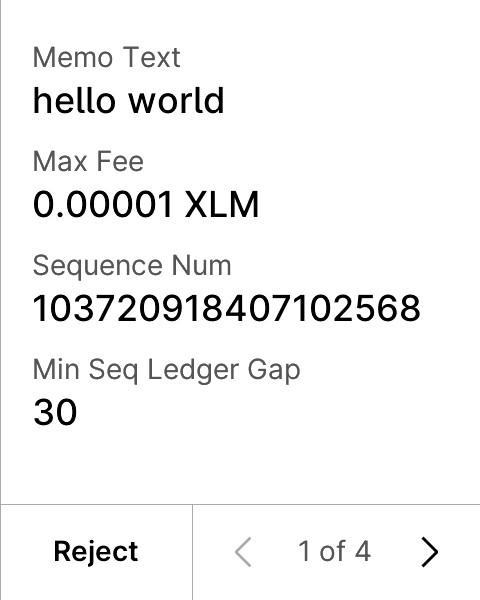 Memo Text
hello world
Max Fee
0.00001 XLM
Sequence Num
103720918407102568
Min Seq Ledger Gap
30
Reject
1 of 4